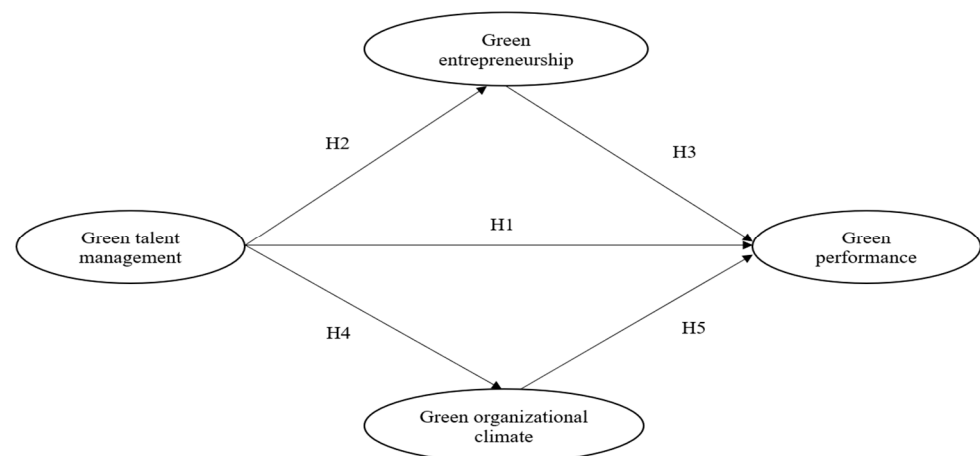 Green
entrepreneurship
H2
H3
Green talent
management
H1
Green
performance
H4
H5
Green organizational
climate